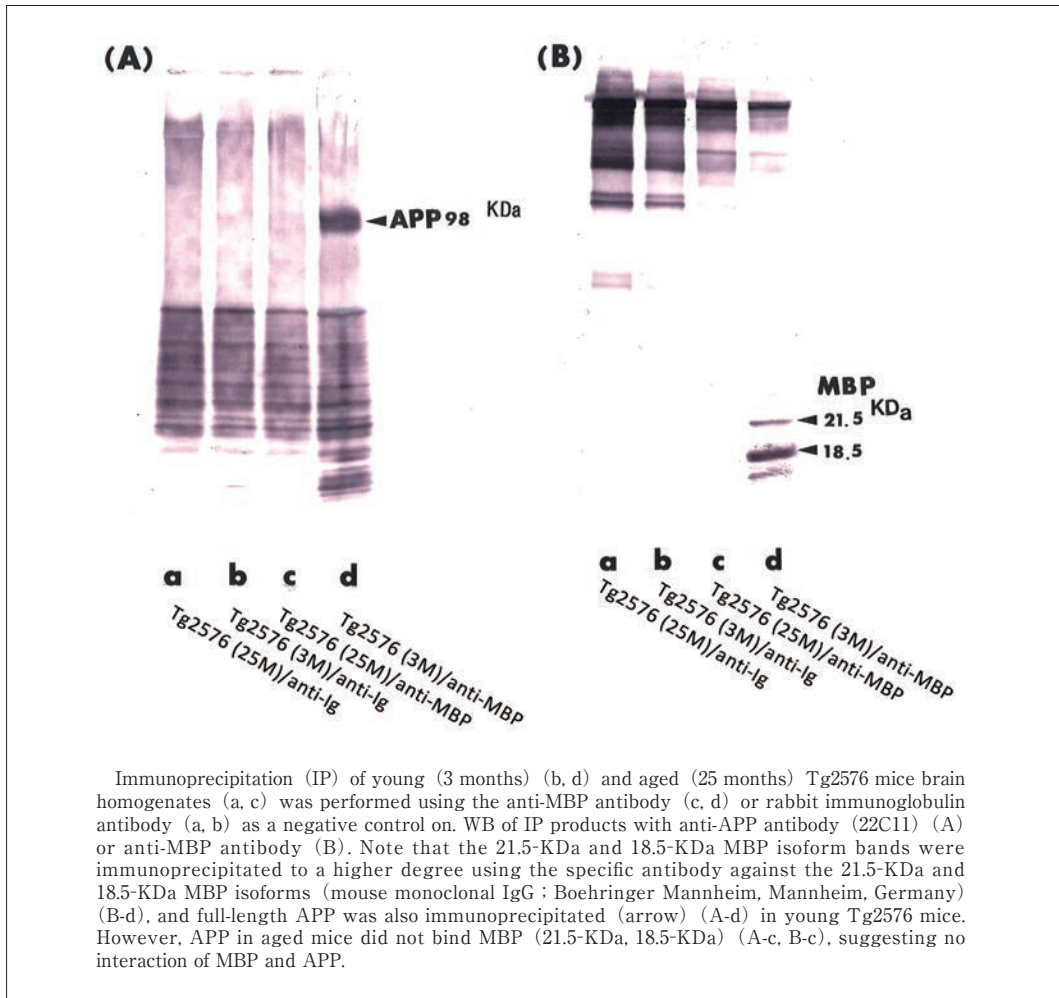 (A)
(B)
APP 98 KDa
MBP
21.5 KDa
18.5
a b c d
Tg2576 (25M)/anti-Ig
Tg2576 (3M)/anti-Ig
Tg2576 (25M)/anti-MBP
Tg2576 (3M)/anti-MBP
a b c d
Tg2576 (25M)/anti-Ig
Tg2576 (3M)/anti-Ig
Tg2576 (25M)/anti-MBP
Tg2576 (3M)/anti-MBP
Immunoprecipitation (IP) of young (3 months) (b, d) and aged (25 months) Tg2576 mice brain
homogenates (a, c) was performed using the anti-MBP antibody (c, d) or rabbit immunoglobulin
antibody (a, b) as a negative control on. WB of IP products with anti-APP antibody (22C11) (A)
or anti-MBP antibody (B). Note that the 21.5-KDa and 18.5-KDa MBP isoform bands were
immunoprecipitated to a higher degree using the specific antibody against the 21.5-KDa and
18.5-KDa MBP isoforms (mouse monoclonal IgG ; Boehringer Mannheim, Mannheim, Germany)
(B-d), and full-length APP was also immunoprecipitated (arrow) (A-d) in young Tg2576 mice.
However, APP in aged mice did not bind MBP (21.5-KDa, 18.5-KDa) (A-c, B-c), suggesting no
interaction of MBP and APP.